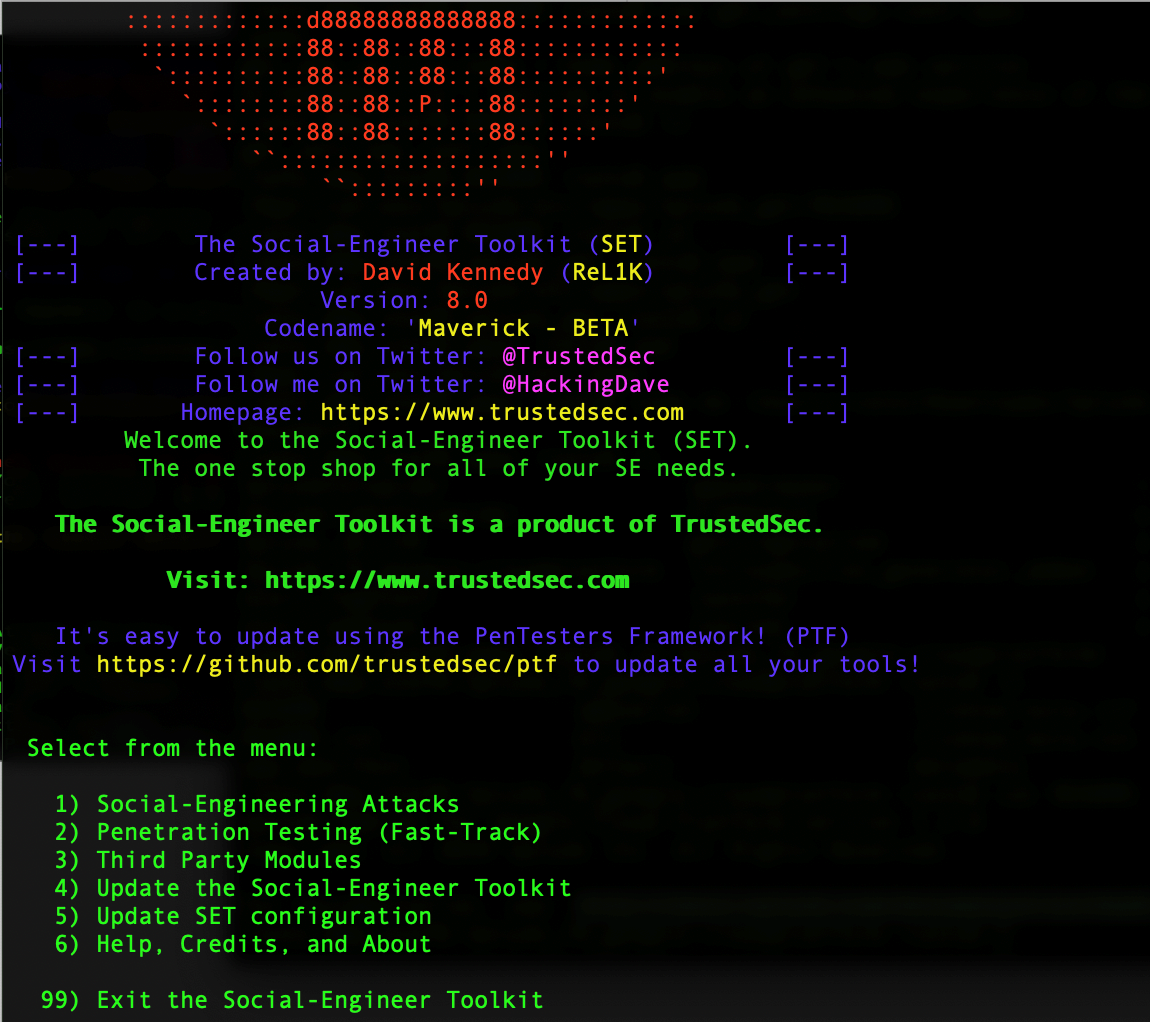 :::::::::::::d88888888888888:::::::::::::
::::::::::::88::88::88:::88::::::::::::
`::::::::::88::88::88:::88::::::::::'
`::::::::88::88::P::::88::::::::'
`::::::88::88:::::::88::::::'
``:::::::::::::::::::''
``:::::::::''
[---] The Social-Engineer Toolkit (SET) [---]
[---] Created by: David Kennedy (ReL1K) [---]
Version: 8.0
Codename: 'Maverick - BETA'
[---] Follow us on Twitter: @TrustedSec [---]
[---] Follow me on Twitter: @HackingDave [---]
[---] Homepage: https://www.trustedsec.com [---]
Welcome to the Social-Engineer Toolkit (SET).
The one stop shop for all of your SE needs.
The Social-Engineer Toolkit is a product of TrustedSec.
Visit: https://www.trustedsec.com
It's easy to update using the PenTesters Framework! (PTF)
Visit https://github.com/trustedsec/ptf to update all your tools!
Select from the menu:
1) Social-Engineering Attacks
2) Penetration Testing (Fast-Track)
3) Third Party Modules
4) Update the Social-Engineer Toolkit
5) Update SET configuration
6) Help, Credits, and About
99) Exit the Social-Engineer Toolkit